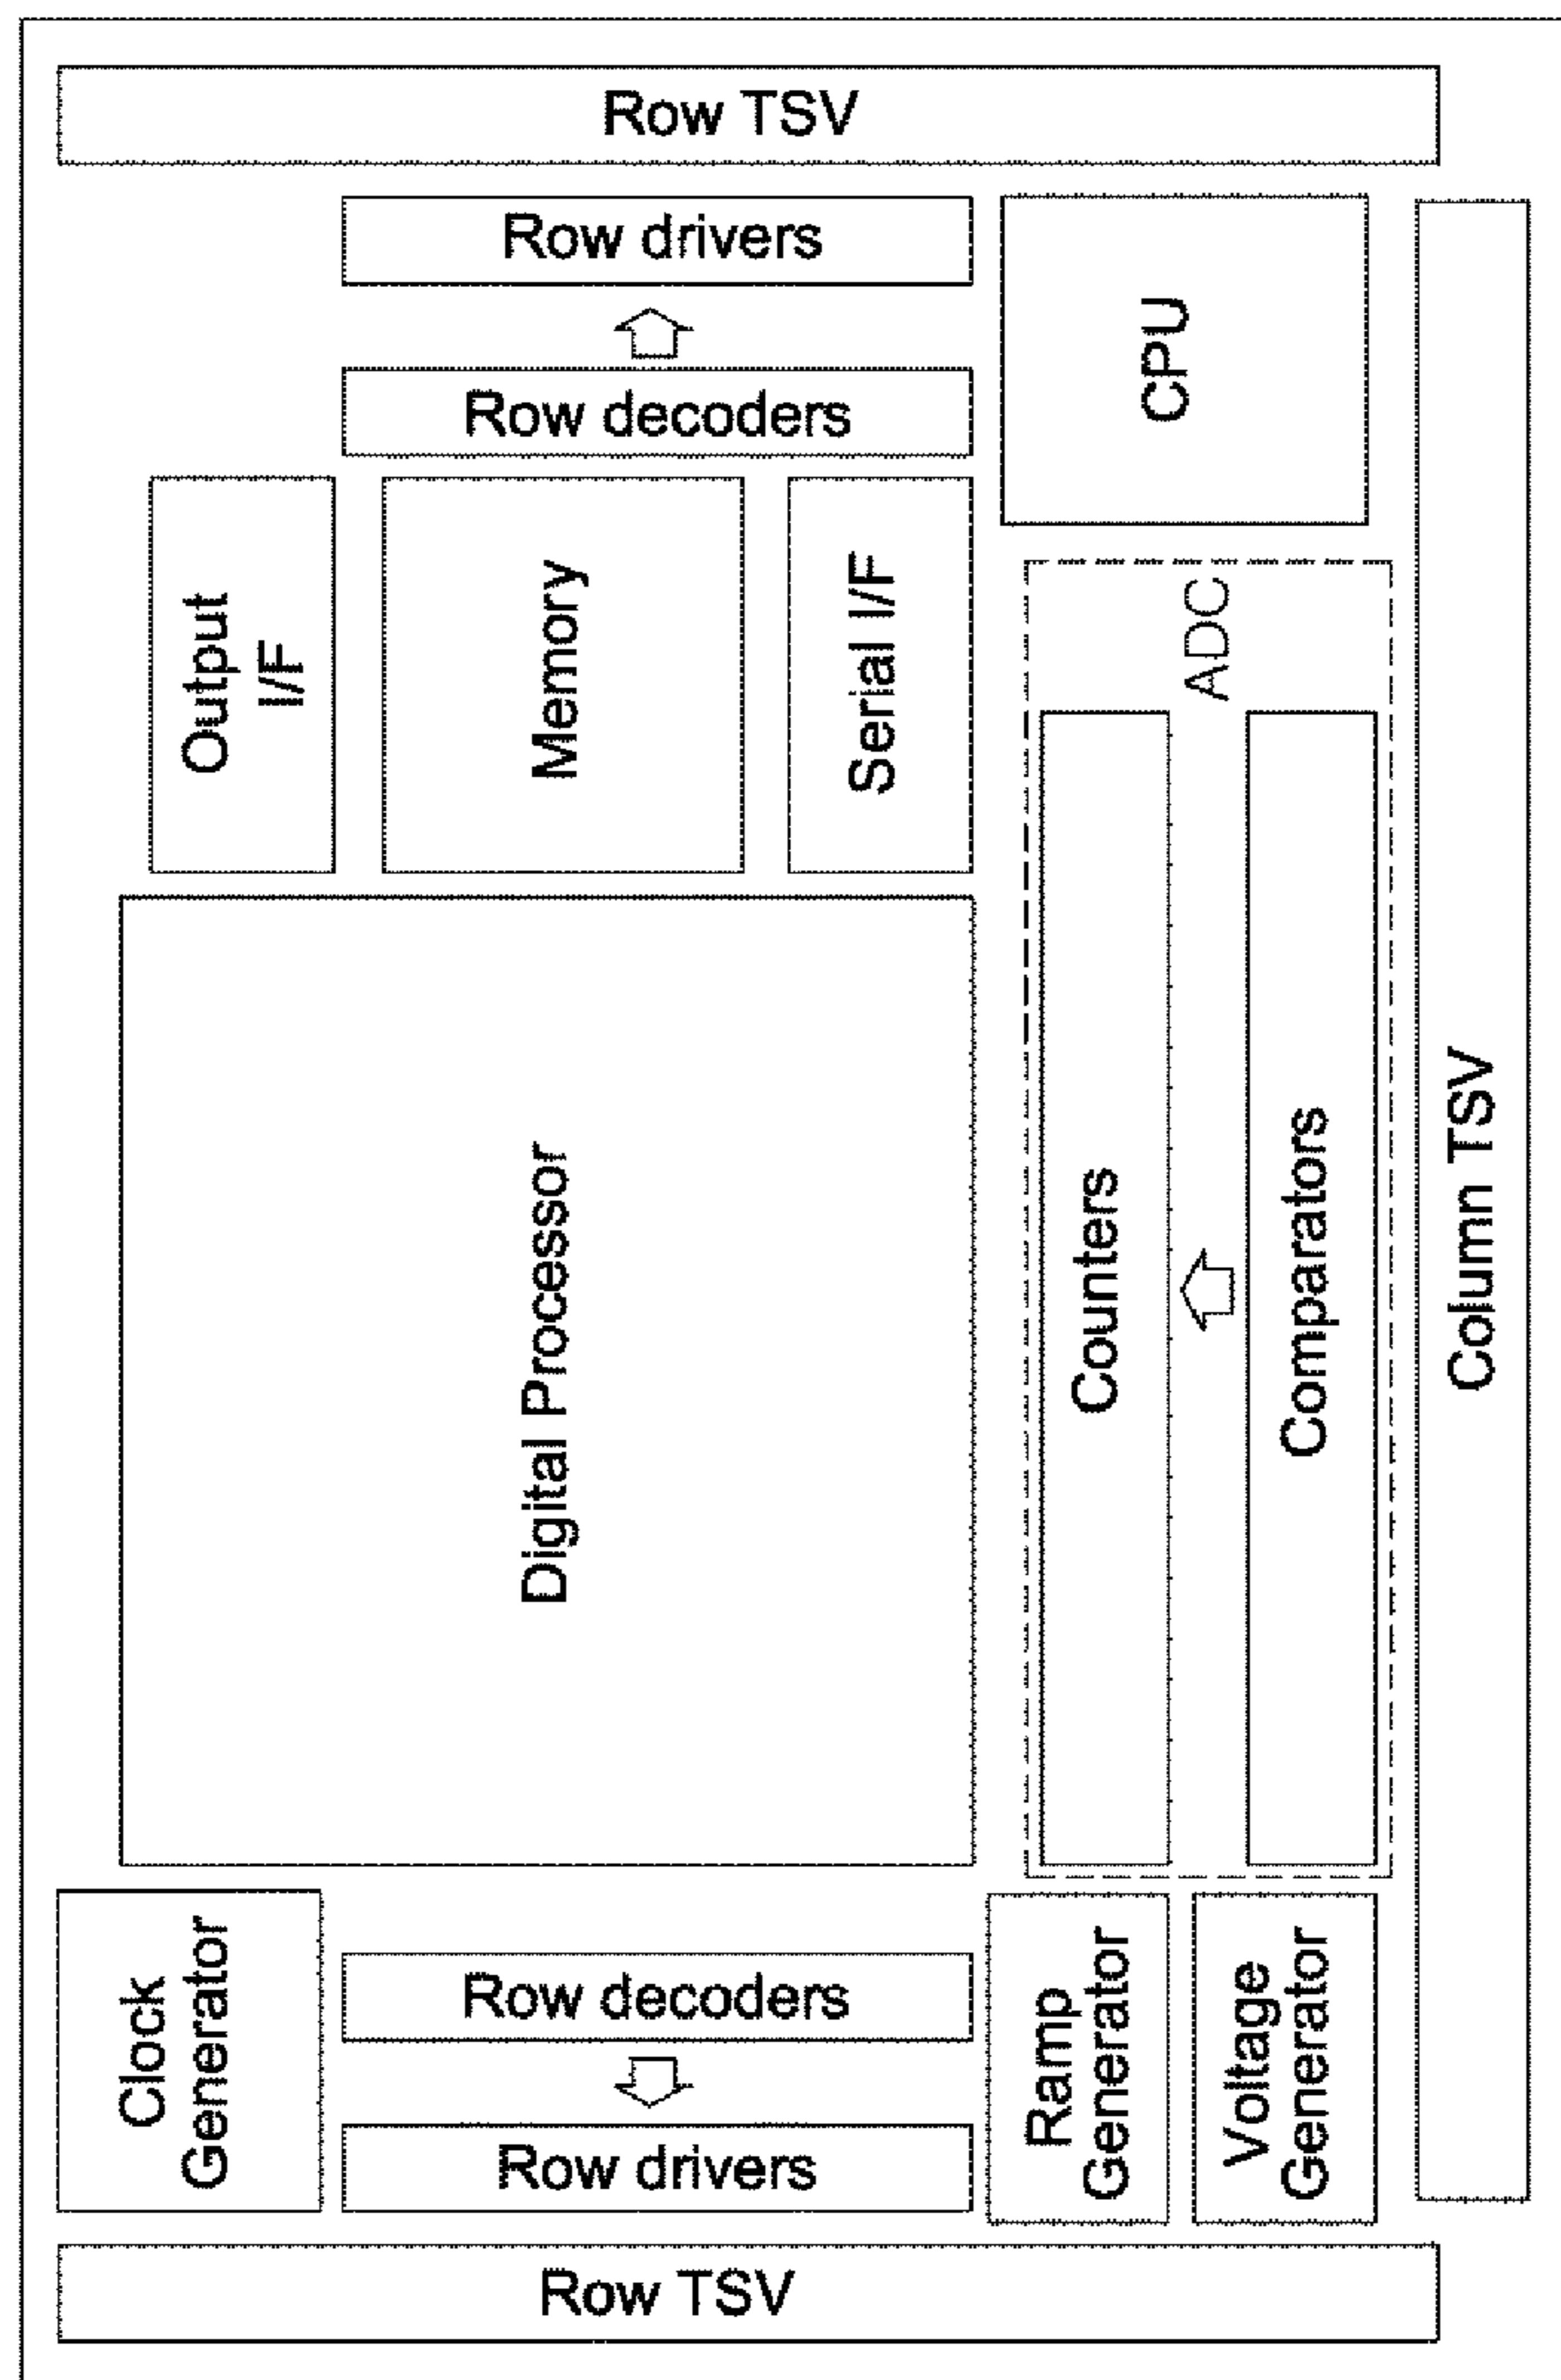 Row TSV
Row drivers
Row decoders
CPU
Output
I/F
Memory
Serial I/F
ADC
Digital Processor
Counters
Comparators
Column TSV
Clock
Generator
Row decoders
Row drivers
Ramp
Generator
Voltage
Generator
Row TSV